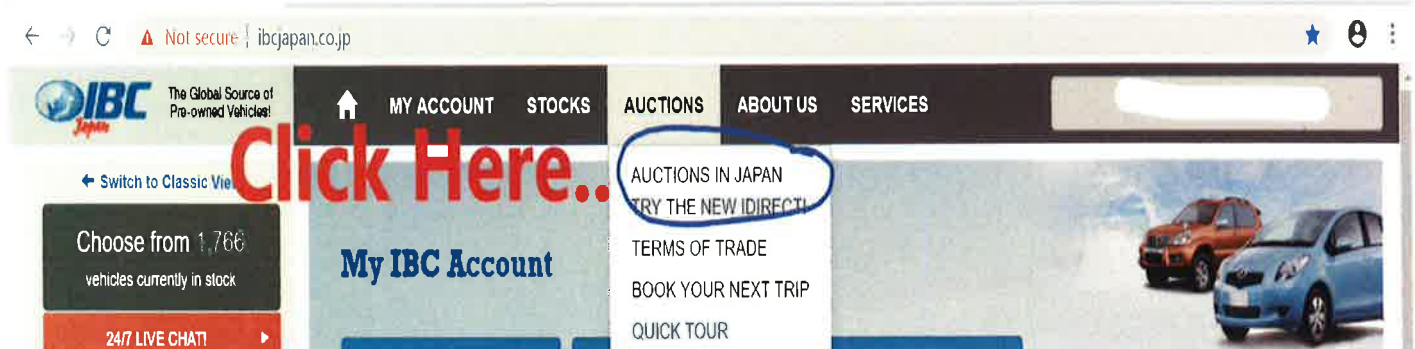 Not secure | ibcjapan.co.jp
IBC
Japan
The Global Source of
Pre-owned Vehicles!
MY ACCOUNT STOCKS AUCTIONS ABOUT US SERVICES
Click Here..
AUCTIONS IN JAPAN
TRY THE NEW IDIRECT!
Switch to Classic Vie
Choose from 1,766
vehicles currently in stock
24/7 LIVE CHAT!
My IBC Account
TERMS OF TRADE
BOOK YOUR NEXT TRIP
QUICK TOUR